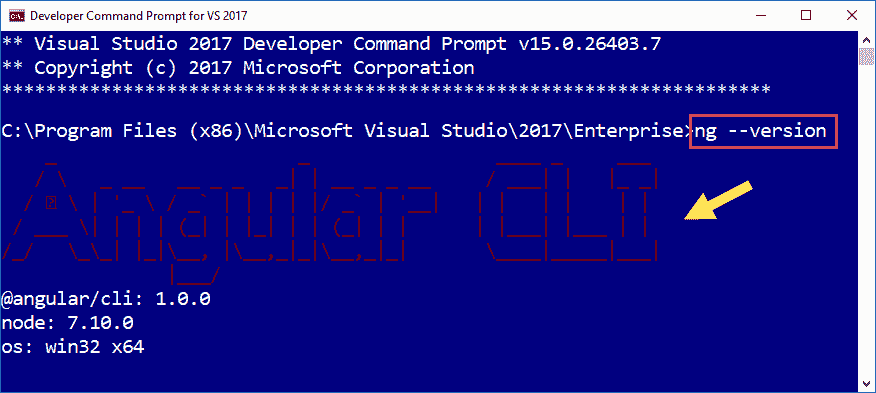 Developer Command Prompt for VS 2017
** Visual Studio 2017 Developer Command Prompt v15.0.26403.7
** Copyright (c) 2017 Microsoft Corporation
**********************************************************************
C:\Program Files (x86)\Microsoft Visual Studio\2017\Enterprise>ng --version
Angular CLI
@angular/cli: 1.0.0
node: 7.10.0
os: win32 x64